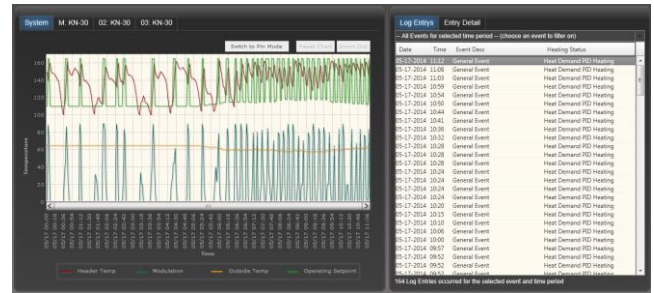 System M: KN-30 02: KN-30 03: KN-30
Switch to Pin Mode Reset Chart Zoom Out
160
140
120
100
80
60
40
20
0
Temperature
Time
Header Temp Modulation Outside Temp Operating Setpoint
Log Entrys Entry Detail
-- All Events for selected time period -- (choose an event to filter on)
Date Time Event Desc Heating Status
05-17-2014 11:12 General Event Heat Demand PID Heating
05-17-2014 11:08 General Event Heat Demand PID Heating
05-17-2014 11:03 General Event Heat Demand PID Heating
05-17-2014 10:59 General Event Heat Demand PID Heating
05-17-2014 10:54 General Event Heat Demand PID Heating
05-17-2014 10:50 General Event Heat Demand PID Heating
05-17-2014 10:44 General Event Heat Demand PID Heating
05-17-2014 10:41 General Event Heat Demand PID Heating
05-17-2014 10:36 General Event Heat Demand PID Heating
05-17-2014 10:32 General Event Heat Demand PID Heating
05-17-2014 10:28 General Event Heat Demand PID Heating
05-17-2014 10:28 General Event Heat Demand PID Heating
05-17-2014 10:28 General Event Heat Demand PID Heating
05-17-2014 10:24 General Event Heat Demand PID Heating
05-17-2014 10:24 General Event Heat Demand PID Heating
05-17-2014 10:24 General Event Heat Demand PID Heating
05-17-2014 10:24 General Event Heat Demand PID Heating
05-17-2014 10:20 General Event Heat Demand PID Heating
05-17-2014 10:15 General Event Heat Demand PID Heating
05-17-2014 10:10 General Event Heat Demand PID Heating
05-17-2014 10:06 General Event Heat Demand PID Heating
05-17-2014 10:00 General Event Heat Demand PID Heating
05-17-2014 09:57 General Event Heat Demand PID Heating
05-17-2014 09:52 General Event Heat Demand PID Heating
05-17-2014 09:52 General Event Heat Demand PID Heating
164 Log Entries occurred for the selected event and time period